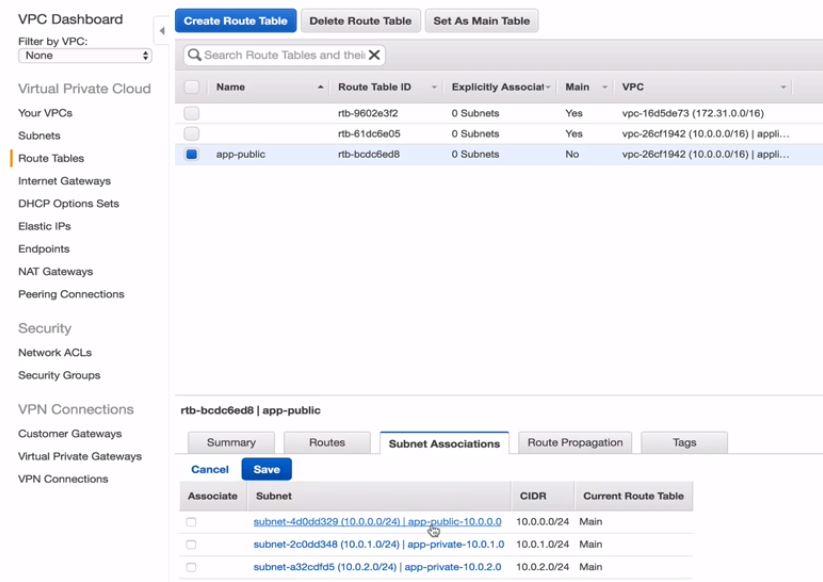 VPC Dashboard
Filter by VPC:
None
Virtual Private Cloud
Your VPCs
Subnets
Route Tables
Internet Gateways
DHCP Options Sets
Elastic IPs
Endpoints
NAT Gateways
Peering Connections
Security
Network ACLs
Security Groups
VPN Connections
Customer Gateways
Virtual Private Gateways
VPN Connections
Create Route Table Delete Route Table Set As Main Table
Search Route Tables and thei
Name Route Table ID Explicitly Associat Main VPC
rtb-9602e3f2 0 Subnets Yes vpc-16d5de73 (172.31.0.0/16)
rtb-61dc6e05 0 Subnets Yes vpc-26cf1942 (10.0.0.0/16) | appli...
app-public rtb-bcdc6ed8 0 Subnets No vpc-26cf1942 (10.0.0.0/16) | appli...
rtb-bcdc6ed8 | app-public
Summary Routes Subnet Associations Route Propagation Tags
Cancel Save
Associate Subnet CIDR Current Route Table
subnet-4d0dd329 (10.0.0.0/24) | app-public-10.0.0.0 10.0.0.0/24 Main
subnet-2c0dd348 (10.0.1.0/24) | app-private-10.0.1.0 10.0.1.0/24 Main
subnet-a32cdfd5 (10.0.2.0/24) | app-private-10.0.2.0 10.0.2.0/24 Main